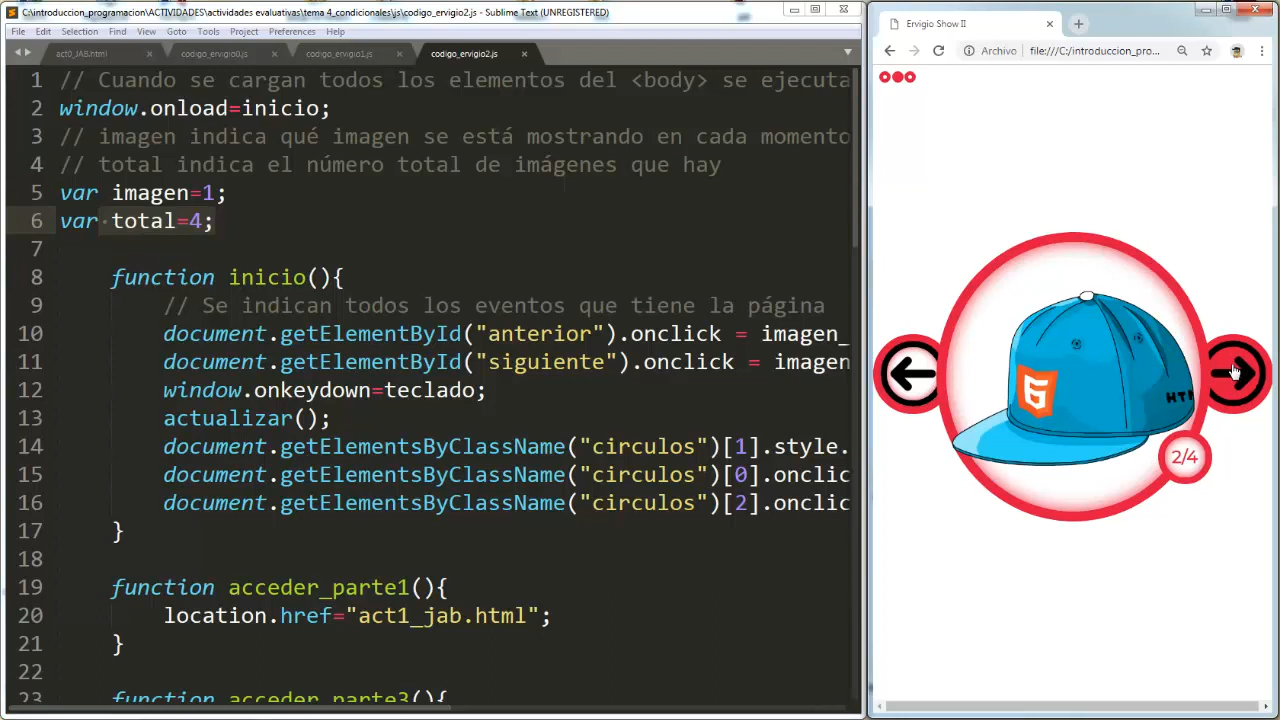 C:\introduccion_programacion\ACTIVIDADES\actividades evaluativas\tema 4_condicionales\js\codigo_ervigio2.js - Sublime Text (UNREGISTERED)
File Edit Selection Find View Goto Tools Project Preferences Help
act0_JAB.html codigo_ervigio0.js codigo_ervigio1.js codigo_ervigio2.js
1 // Cuando se cargan todos los elementos del <body> se ejecuta
2 window.onload=inicio;
3 // imagen indica qué imagen se está mostrando en cada momento
4 // total indica el número total de imágenes que hay
5 var imagen=1;
6 var total=4;
7
8 function inicio(){
9 // Se indican todos los eventos que tiene la página
10 document.getElementById("anterior").onclick = imagen_
11 document.getElementById("siguiente").onclick = imagen
12 window.onkeydown=teclado;
13 actualizar();
14 document.getElementsByClassName("circulos")[1].style.
15 document.getElementsByClassName("circulos")[0].onclic
16 document.getElementsByClassName("circulos")[2].onclic
17 }
18
19 function acceder_parte1(){
20 location.href="act1_jab.html";
21 }
22
23 function acceder_parte3(){
Ervigio Show II
Archivo file:///C:/introduccion_pro...
6
HT
2/4